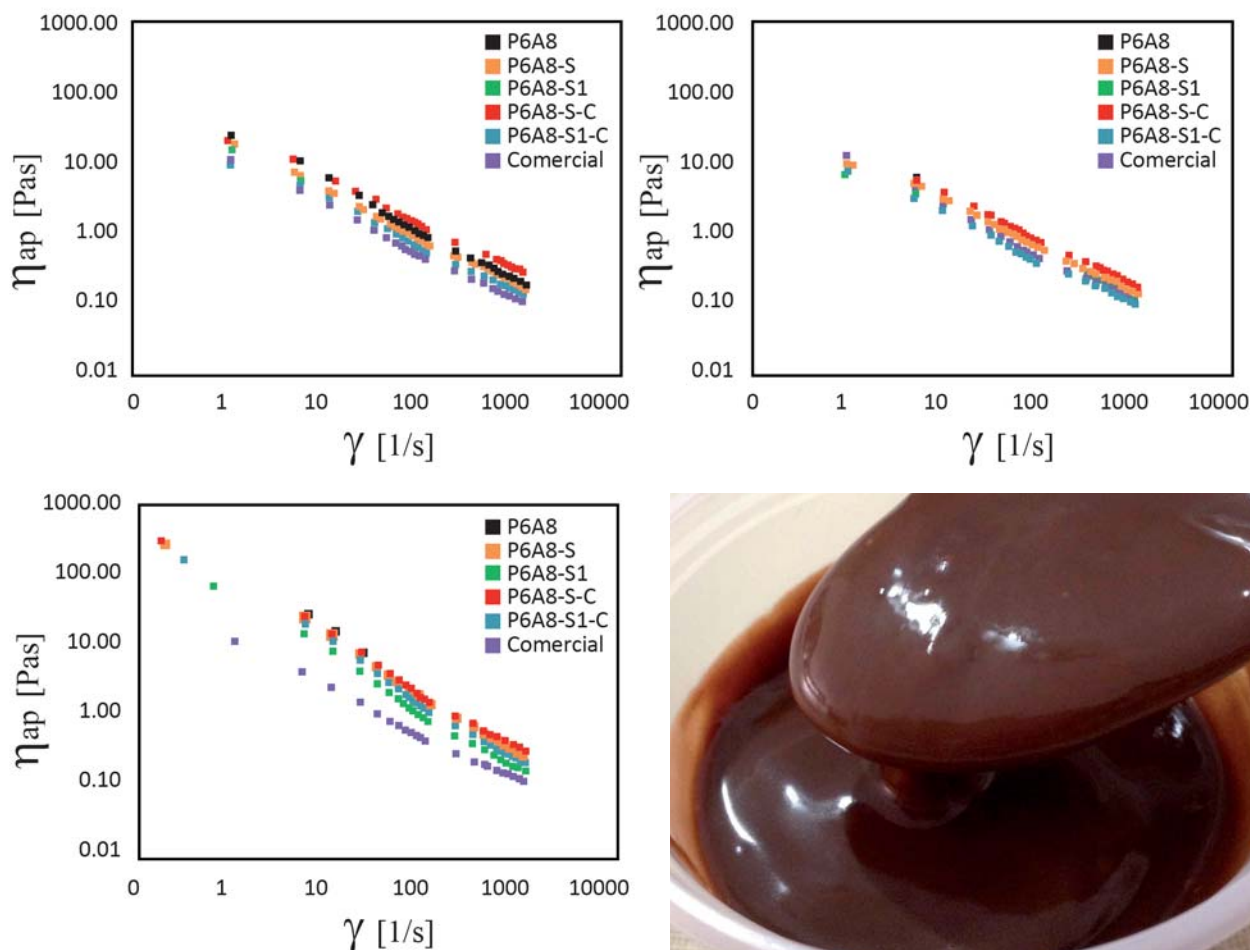 1000.00
100.00
10.00
1.00
0.10
0.01
ηap [Pas]
P6A8
P6A8-S
P6A8-S1
P6A8-S-C
P6A8-S1-C
Comercial
0 1 10 100 1000 10000
γ [1/s]
1000.00
100.00
10.00
1.00
0.10
0.01
ηap [Pas]
P6A8
P6A8-S
P6A8-S1
P6A8-S-C
P6A8-S1-C
Comercial
0 1 10 100 1000 10000
γ [1/s]
1000.00
100.00
10.00
1.00
0.10
0.01
ηap [Pas]
P6A8
P6A8-S
P6A8-S1
P6A8-S-C
P6A8-S1-C
Comercial
0 1 10 100 1000 10000
γ [1/s]